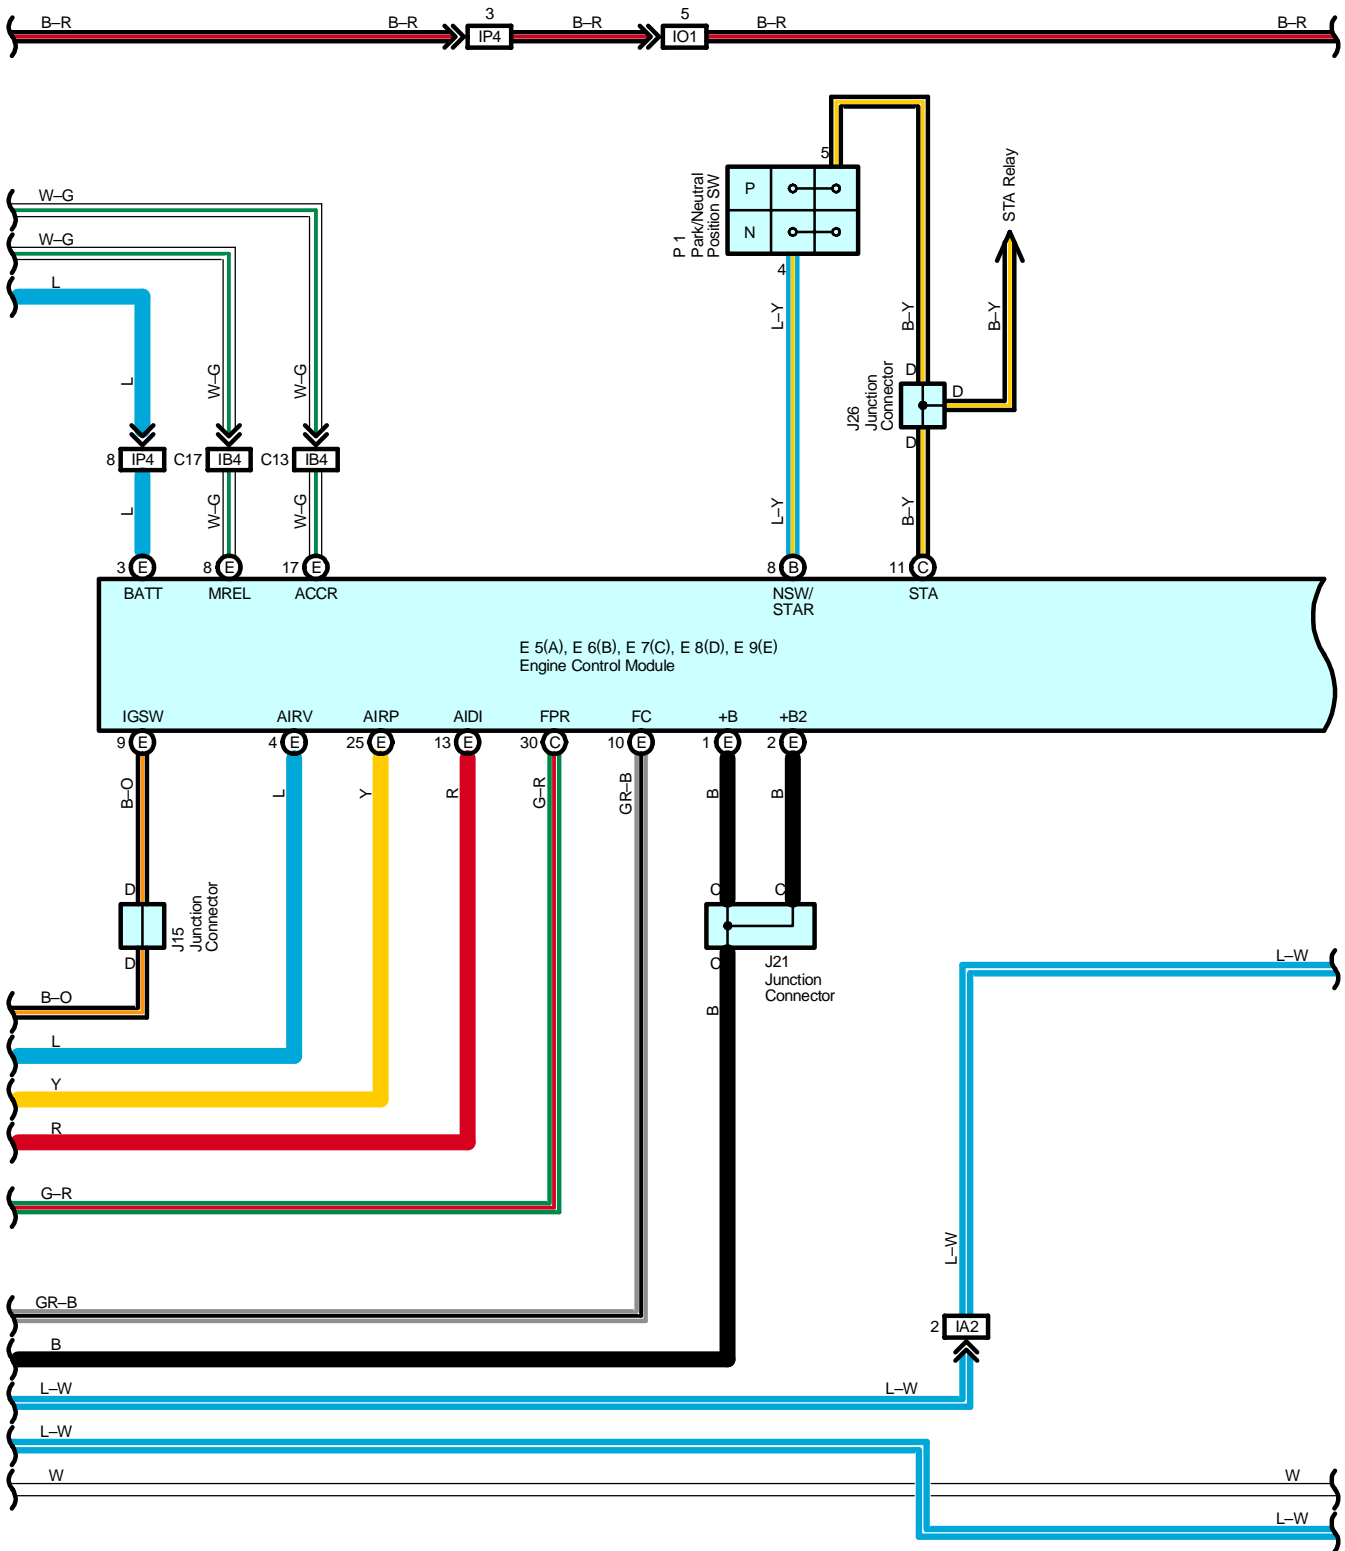 3
5
B–R
B–R
IP4
B–R
IO1
B–R
B–R
5
P
N
P 1
Park/Neutral
Position SW
4
STA Relay
W–G
W–G
L
L–Y
B–Y
B–Y
D
D
D
J26
Junction
Connector
L
W–G
W–G
8 IP4
C17 IB4
C13 IB4
L
W–G
W–G
L–Y
B–Y
3 E
8 E
17 E
8 B
11 C
BATT
MREL
ACCR
NSW/
STAR
STA
E 5(A), E 6(B), E 7(C), E 8(D), E 9(E)
Engine Control Module
IGSW
AIRV
AIRP
AIDI
FPR
FC
+B
+B2
9 E
4 E
25 E
13 E
30 C
10 E
1 E
2 E
B–O
L
Y
R
G–R
GR–B
B
B
D
D
J15
Junction
Connector
C
C
C
J21
Junction
Connector
B
L–W
B–O
L
Y
R
G–R
L–W
GR–B
2 IA2
B
L–W
L–W
L–W
W
W
L–W